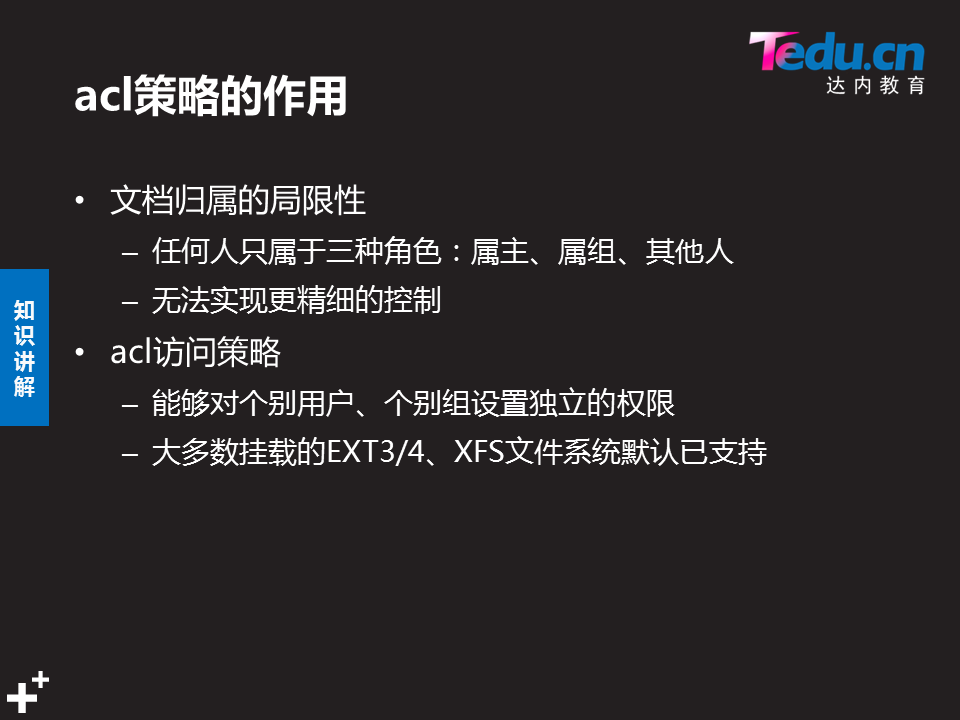 Tedu.cn
达内教育
acl策略的作用
• 文档归属的局限性
– 任何人只属于三种角色：属主、属组、其他人
– 无法实现更精细的控制
• acl访问策略
– 能够对个别用户、个别组设置独立的权限
– 大多数挂载的EXT3/4、XFS文件系统默认已支持
知
识
讲
解